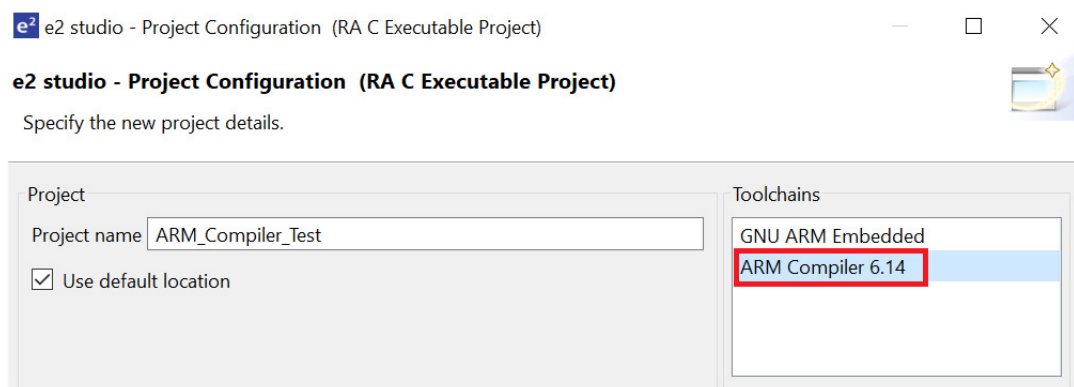 e² e2 studio - Project Configuration (RA C Executable Project)
e2 studio - Project Configuration (RA C Executable Project)
Specify the new project details.
Project
Project name ARM_Compiler_Test
Use default location
Toolchains
GNU ARM Embedded
ARM Compiler 6.14